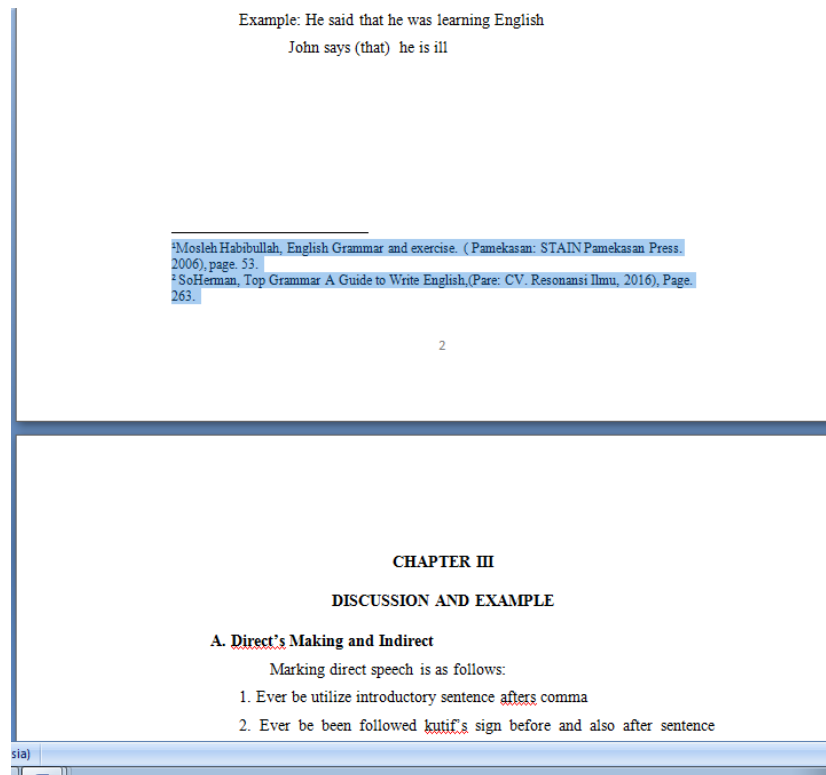 Example: He said that he was learning English
John says (that) he is ill
¹Mosleh Habibullah, English Grammar and exercise. ( Pamekasan: STAIN Pamekasan Press.
2006), page. 53.
² SoHerman, Top Grammar A Guide to Write English,(Pare: CV. Resonansi Ilmu, 2016), Page.
263.
2
CHAPTER III
DISCUSSION AND EXAMPLE
A. Direct’s Making and Indirect
Marking direct speech is as follows:
1. Ever be utilize introductory sentence afters comma
2. Ever be been followed kutif’s sign before and also after sentence
sia)